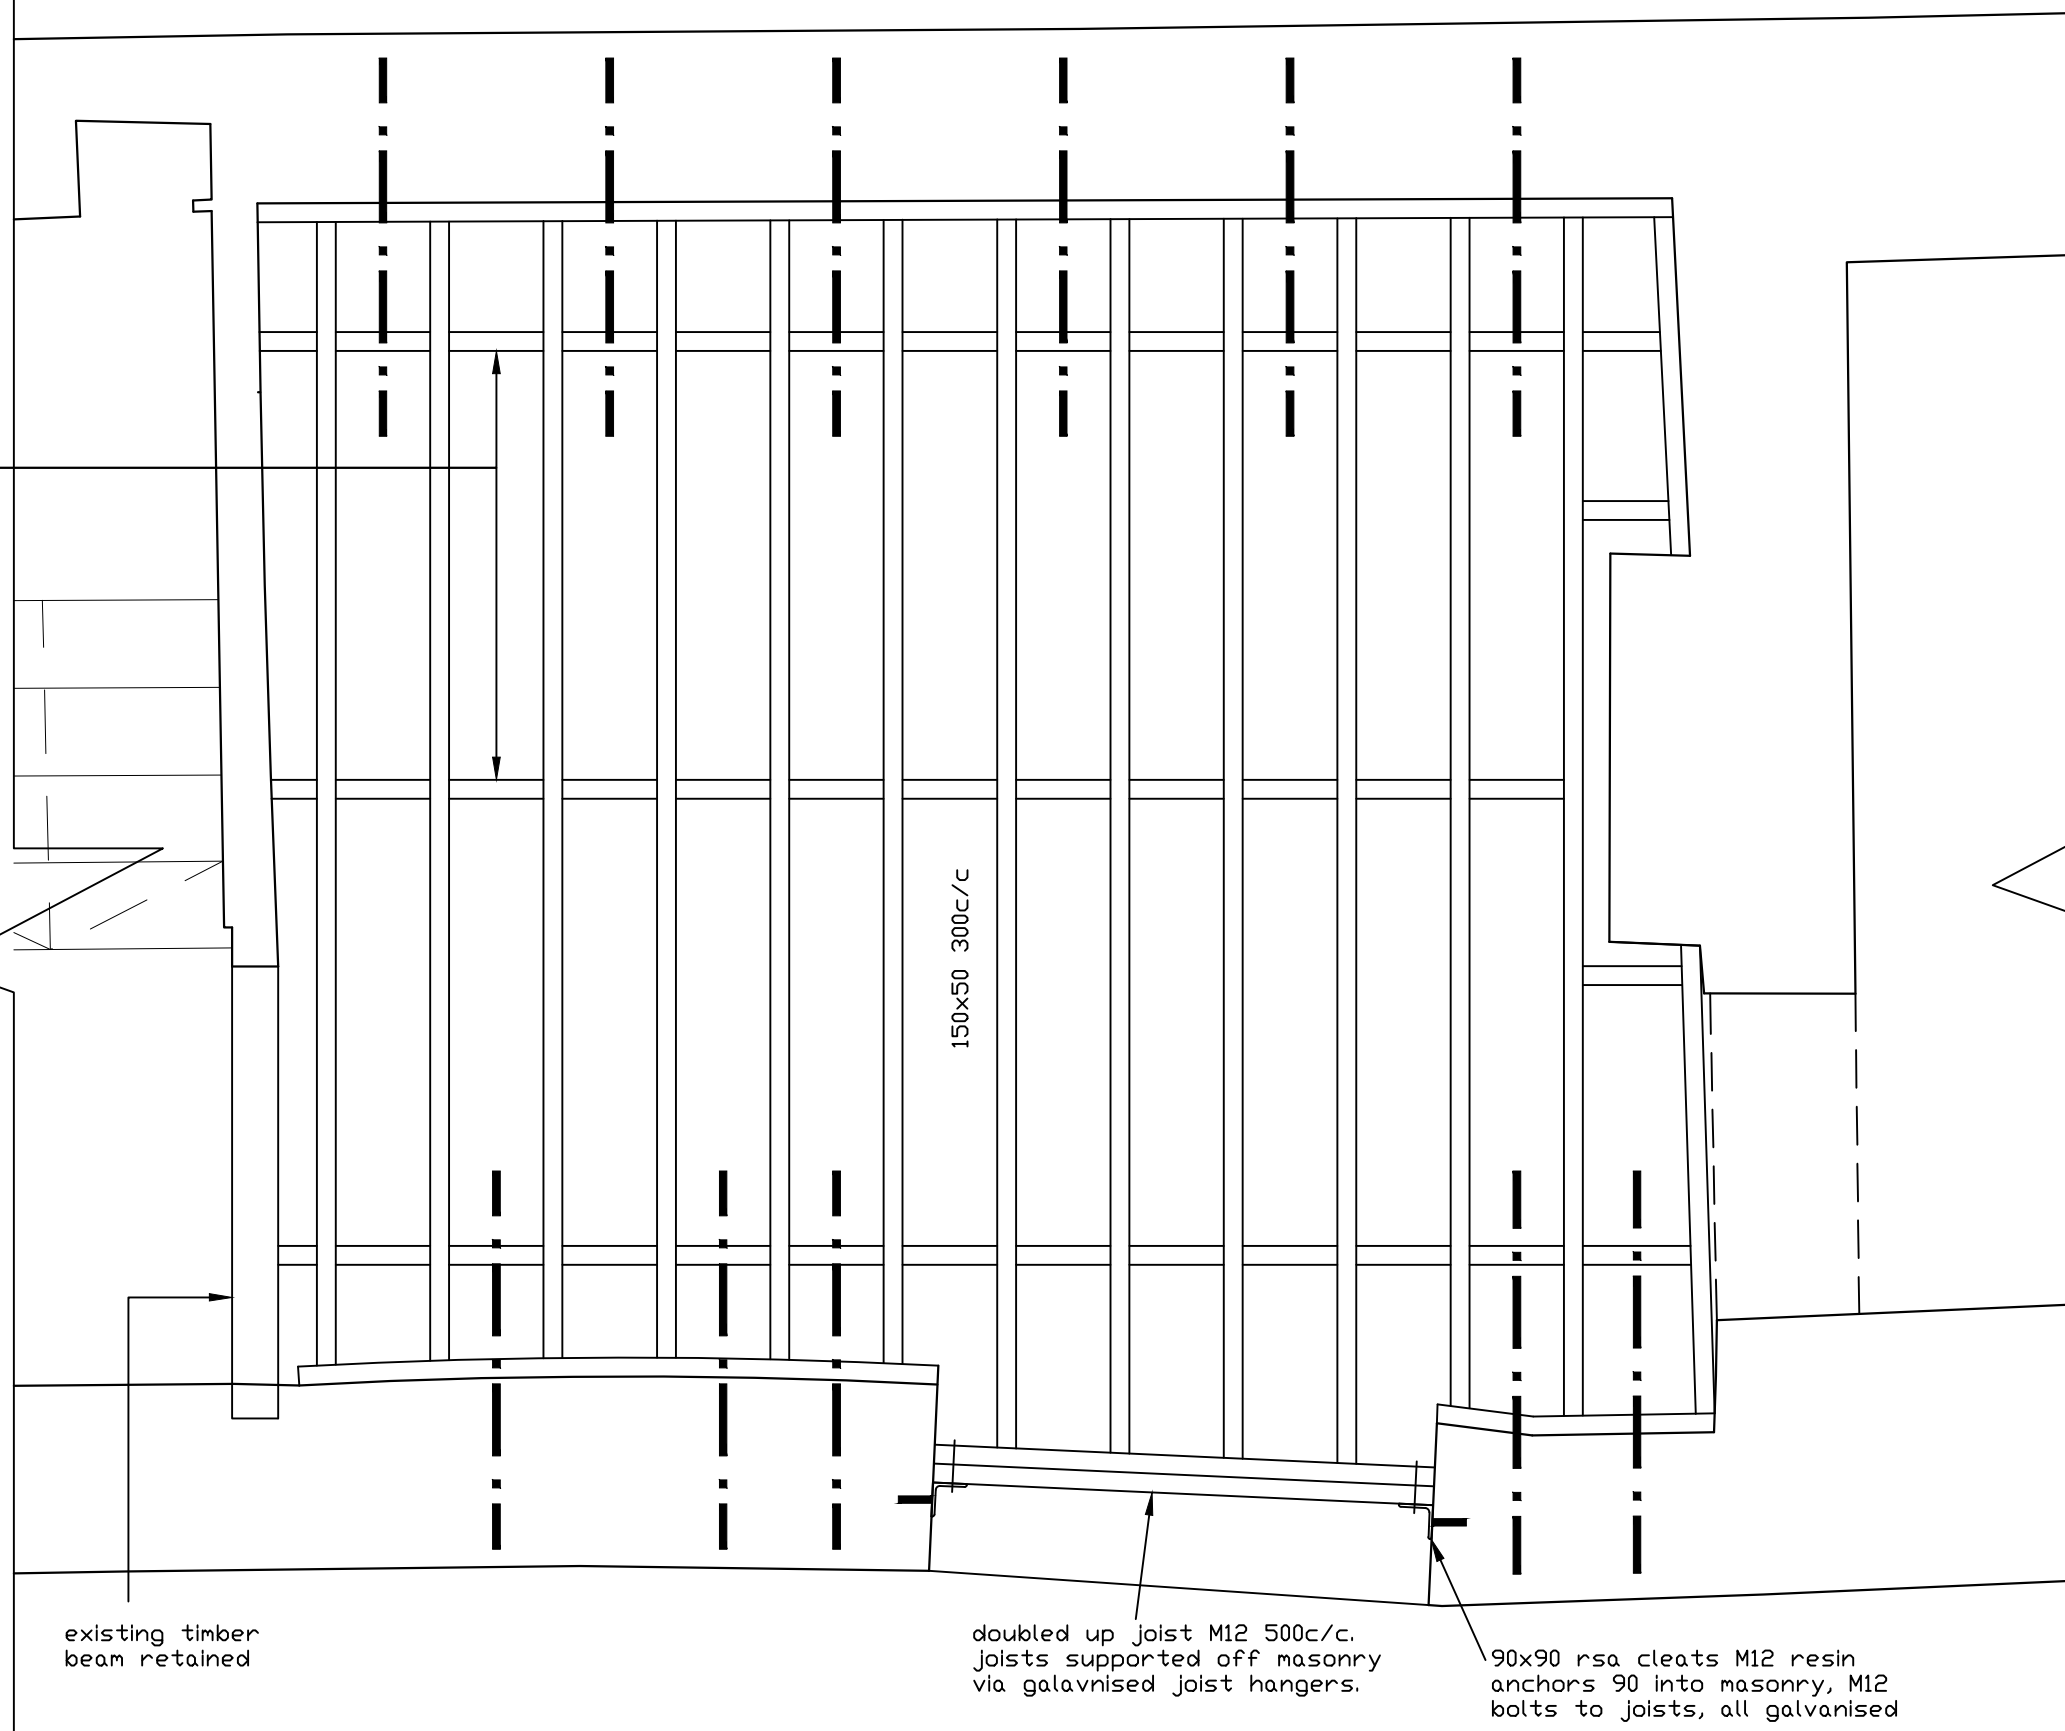 150x50 300c/c
existing timber
beam retained
doubled up joist M12 500c/c.
joists supported off masonry
via galavnised joist hangers.
90x90 rsa cleats M12 resin
anchors 90 into masonry, M12
bolts to joists, all galvanised